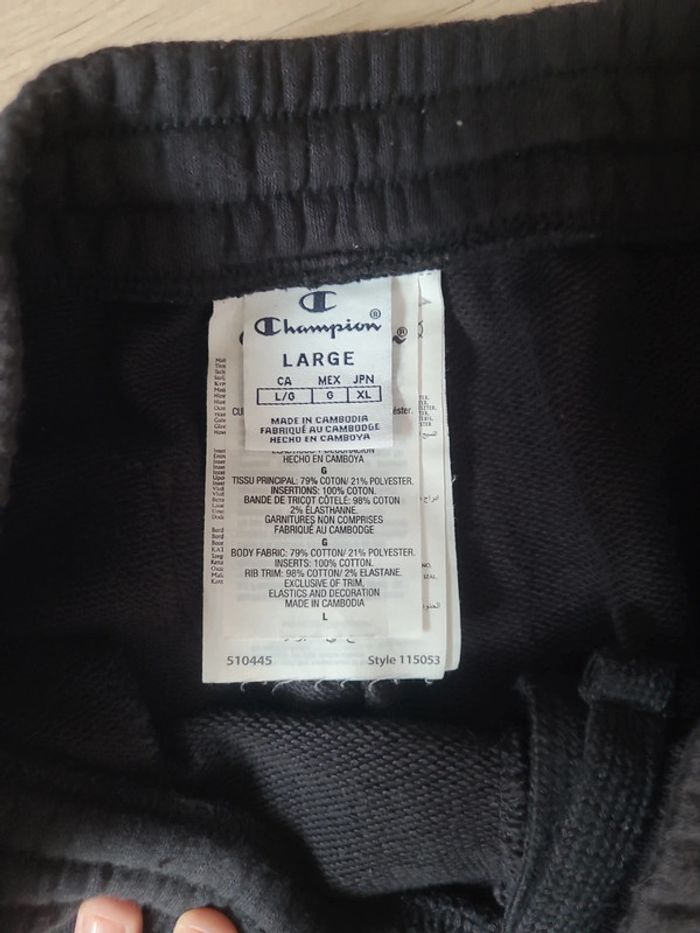 Champion®
LARGE
CA MEX JPN
L/G G XL
MADE IN CAMBODIA
FABRIQUÉ AU CAMBODGE
HECHO EN CAMBOYA
HECHO EN CAMBOYA
G
TISSU PRINCIPAL: 79% COTON/ 21% POLYESTER.
INSERTIONS: 100% COTON.
BANDE DE TRICOT CÔTELÉ: 98% COTON
2% ÉLASTHANNE.
GARNITURES NON COMPRISES
FABRIQUÉ AU CAMBODGE
G
BODY FABRIC: 79% COTTON/ 21% POLYESTER.
INSERTS: 100% COTTON.
RIB TRIM: 98% COTTON/ 2% ELASTANE.
EXCLUSIVE OF TRIM,
ELASTICS AND DECORATION
MADE IN CAMBODIA
L
510445 Style 115053